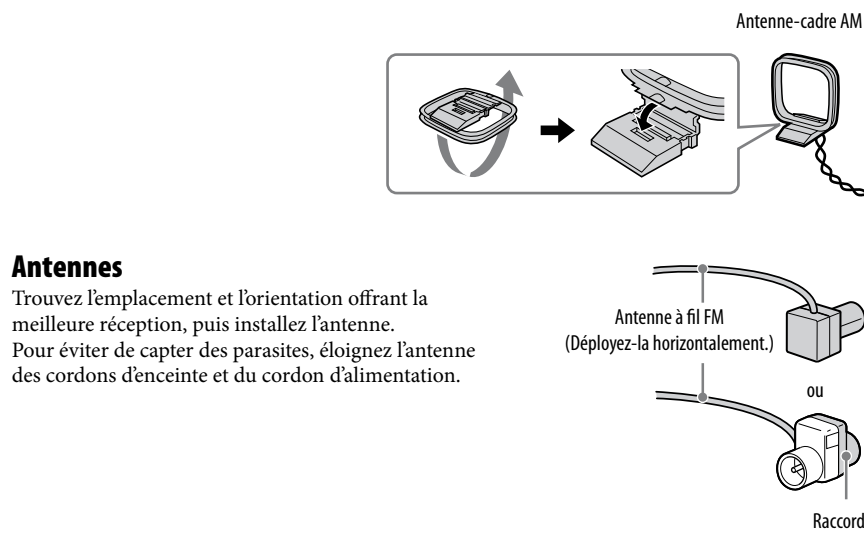 Antenne-cadre AM
Antennes
Trouvez l’emplacement et l’orientation offrant la
meilleure réception, puis installez l’antenne.
Pour éviter de capter des parasites, éloignez l’antenne
des cordons d’enceinte et du cordon d’alimentation.
Antenne à fil FM
(Déployez-la horizontalement.)
ou
Raccord